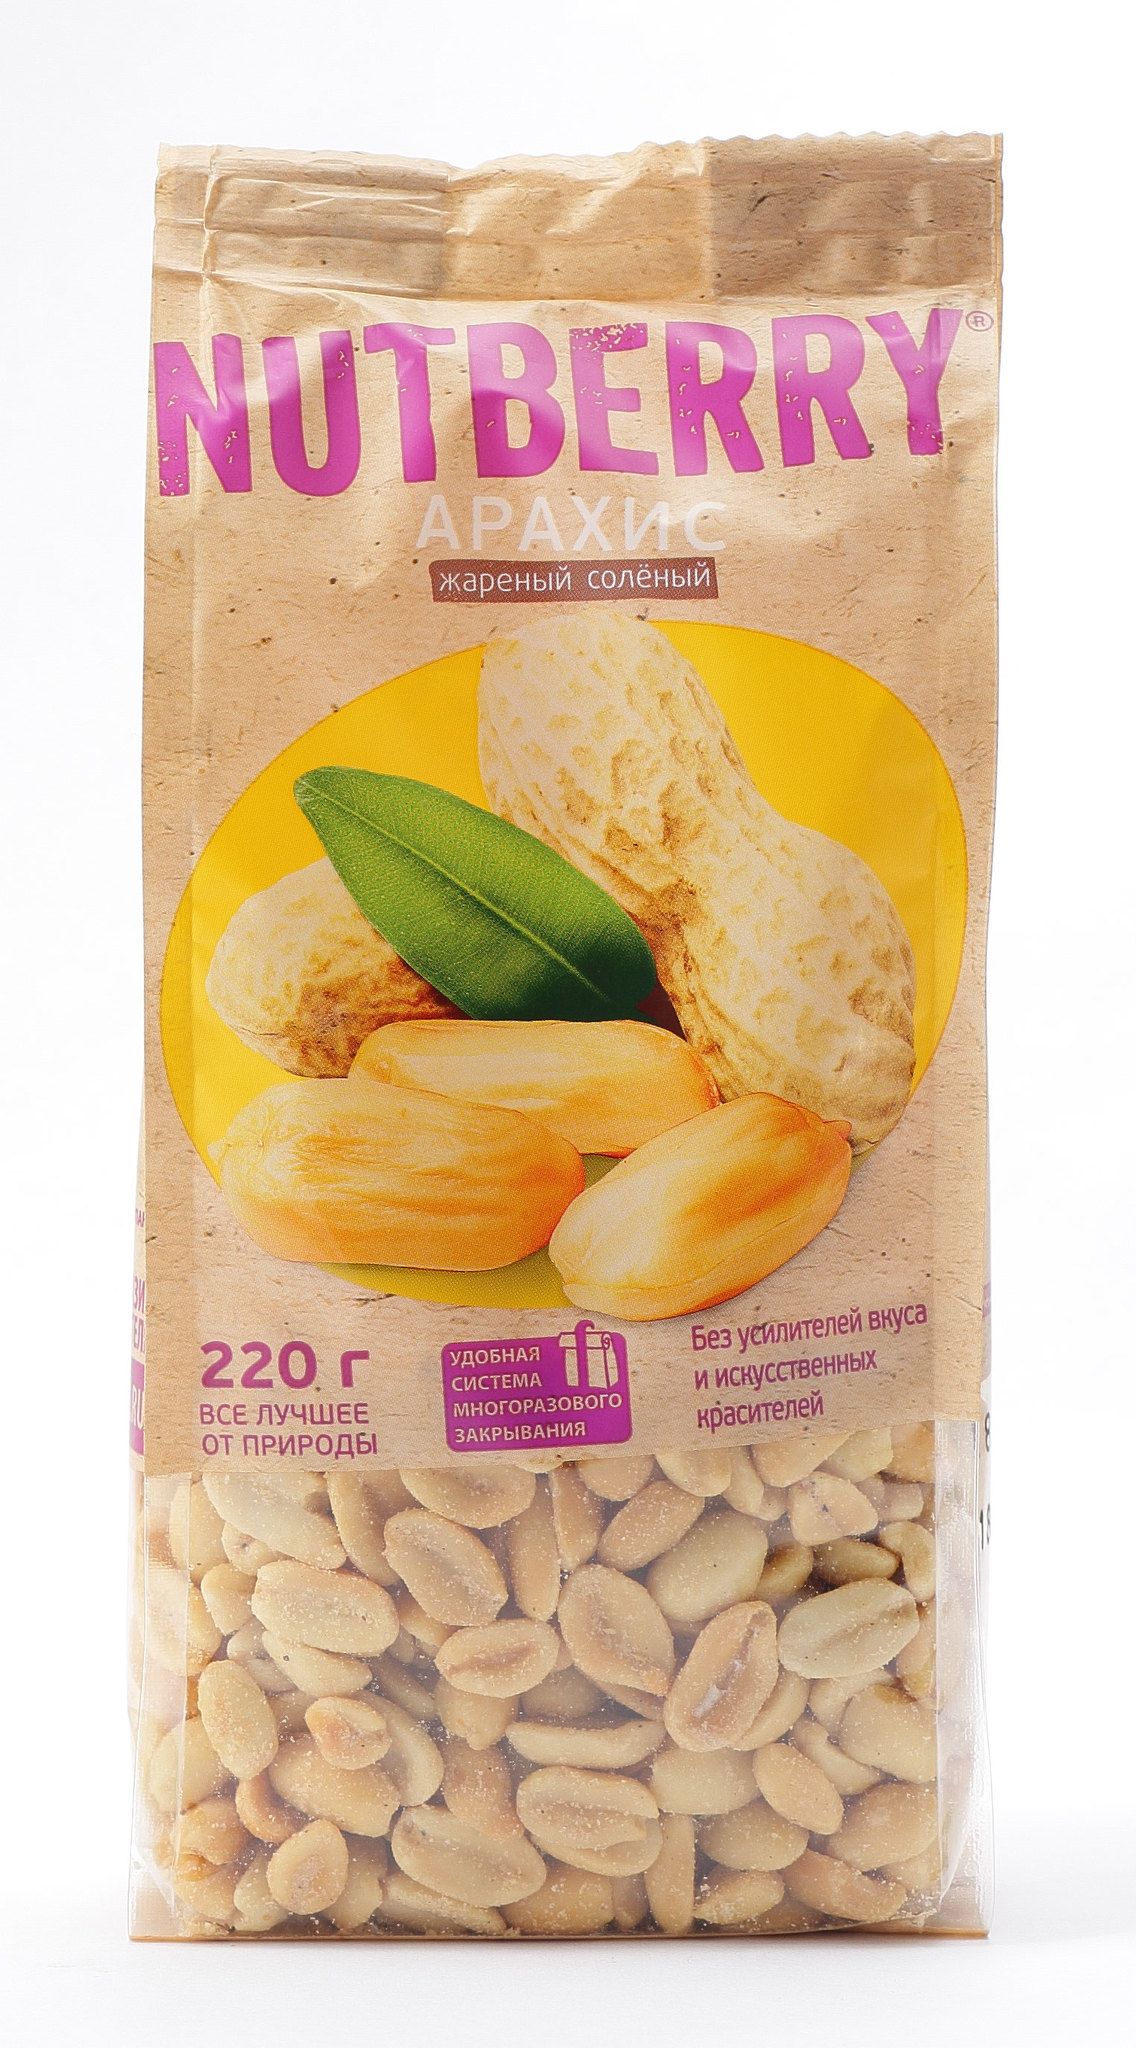 NUTBERRY®
АРАХИС
жареный солёный
220 г
ВСЕ ЛУЧШЕЕ
ОТ ПРИРОДЫ
УДОБНАЯ
СИСТЕМА
МНОГОРАЗОВОГО
ЗАКРЫВАНИЯ
Без усилителей вкуса
и искусственных
красителей